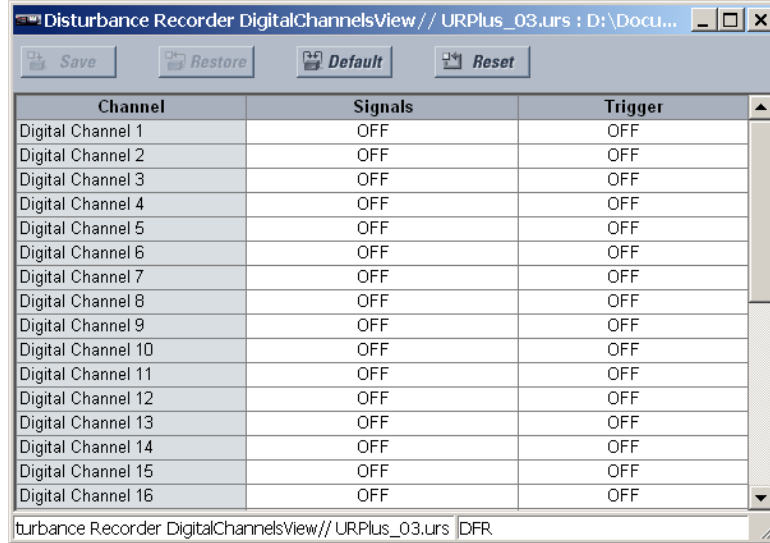 Disturbance Recorder DigitalChannelsView// URPlus_03.urs : D:\Docu...
Save Restore Default Reset
Channel Signals Trigger
Digital Channel 1 OFF OFF
Digital Channel 2 OFF OFF
Digital Channel 3 OFF OFF
Digital Channel 4 OFF OFF
Digital Channel 5 OFF OFF
Digital Channel 6 OFF OFF
Digital Channel 7 OFF OFF
Digital Channel 8 OFF OFF
Digital Channel 9 OFF OFF
Digital Channel 10 OFF OFF
Digital Channel 11 OFF OFF
Digital Channel 12 OFF OFF
Digital Channel 13 OFF OFF
Digital Channel 14 OFF OFF
Digital Channel 15 OFF OFF
Digital Channel 16 OFF OFF
turbance Recorder DigitalChannelsView// URPlus_03.urs DFR